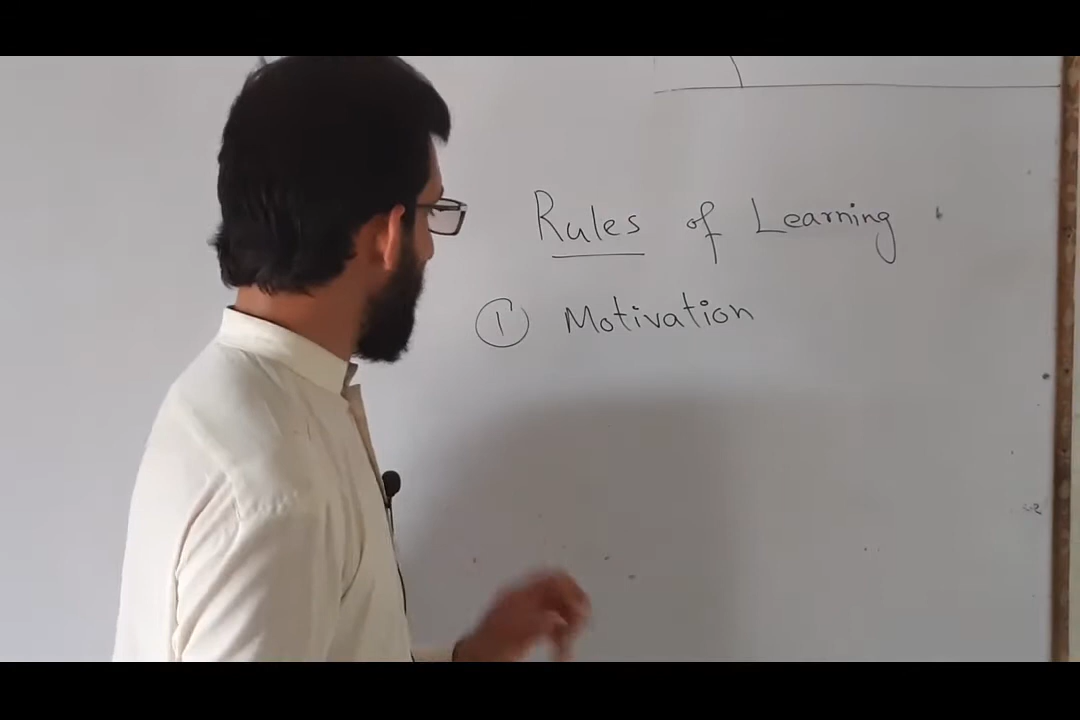 Rules of Learning
① Motivation